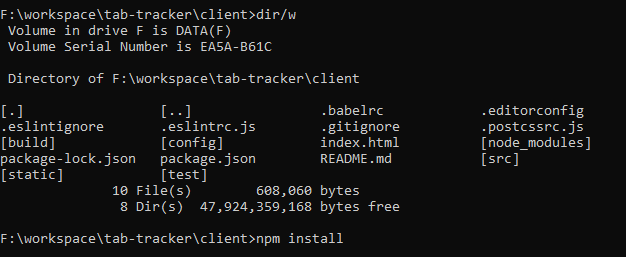 F:\workspace\tab-tracker\client>dir/w
Volume in drive F is DATA(F)
Volume Serial Number is EA5A-B61C
Directory of F:\workspace\tab-tracker\client
[.] [..] .babelrc .editorconfig
.eslintignore .eslintrc.js .gitignore .postcssrc.js
[build] [config] index.html [node_modules]
package-lock.json package.json README.md [src]
[static] [test]
10 File(s) 608,060 bytes
8 Dir(s) 47,924,359,168 bytes free
F:\workspace\tab-tracker\client>npm install